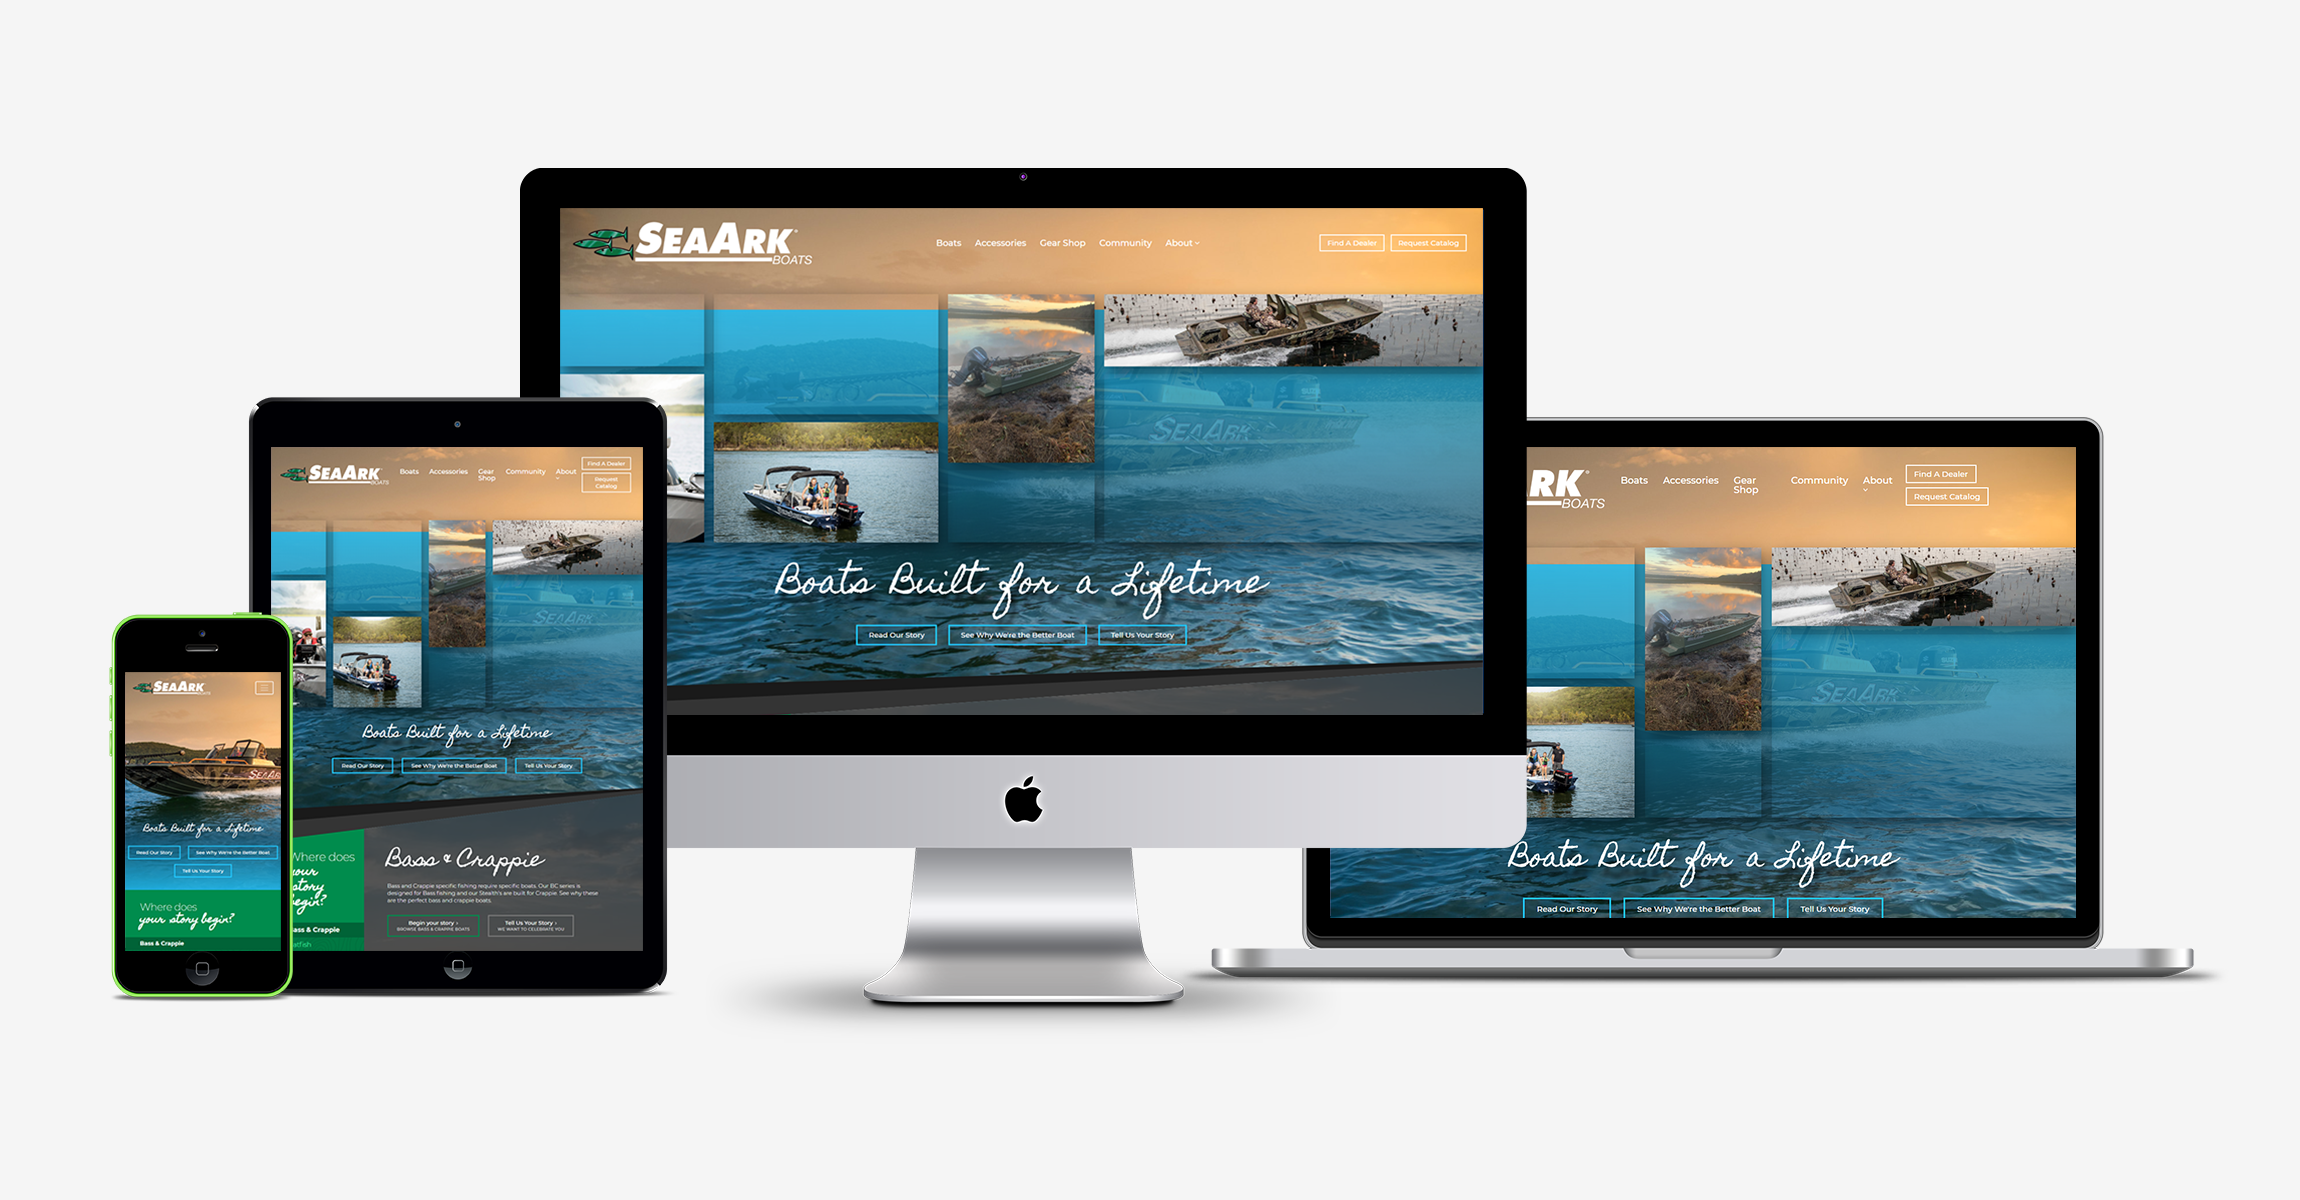 SEAARK®
BOATS
Boats Accessories Gear Shop Community About
Find A Dealer Request Catalog
SEAARK
Boats Built for a Lifetime
Read Our Story See Why We're the Better Boat Tell Us Your Story
SEAARK
BOATS
Boats Accessories Gear Shop Community About
Find A Dealer
Request Catalog
SEAARK
Boats Built for a Lifetime
Read Our Story See Why We're the Better Boat Tell Us Your Story
Where does
your
story
begin?
Bass & Crappie
atfish
Bass & Crappie
Bass and Crappie specific fishing require specific boats. Our BC series is
designed for Bass fishing and our Stealth's are built for Crappie. See why these
are the perfect bass and crappie boats.
Begin your story ›
BROWSE BASS & CRAPPIE BOATS
Tell Us Your Story ›
WE WANT TO CELEBRATE YOU
SEAARK
BOATS
SEAA
Boats Built for a Lifetime
Read Our Story See Why We're the Better Boat
Tell Us Your Story
Where does
your story begin?
Bass & Crappie
ARK®
BOATS
Boats Accessories Gear Shop Community About
Find A Dealer
Request Catalog
SEAARK
Boats Built for a Lifetime
Read Our Story See Why We're the Better Boat Tell Us Your Story